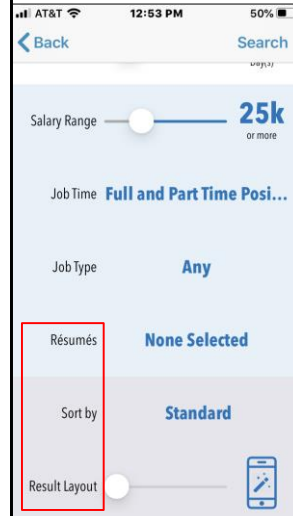 AT&T 12:53 PM 50%
Back Search
Day(s)
Salary Range 25k
or more
Job Time Full and Part Time Posi...
Job Type Any
Résumés None Selected
Sort by Standard
Result Layout